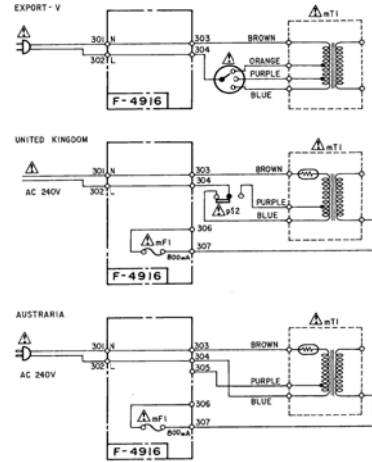 EXPORT-V
mT1
301 N 303 BROWN
304 ORANGE
302 L PURPLE
BLUE
F-4916
UNITED KINGDOM
mT1
301 N 303 BROWN
304
AC 240V 302 L PURPLE
pS2 BLUE
306
mF1
307
800mA
F-4916
AUSTRARIA
mT1
301 N 303 BROWN
304
AC 240V 302 L 305
PURPLE
BLUE
306
mF1
307
800mA
F-4916